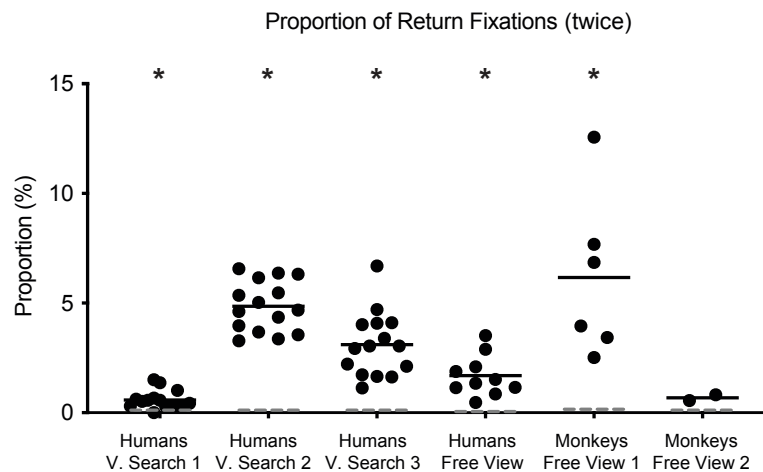 Proportion of Return Fixations (twice)
* * * * *
15
10
5
0
Proportion (%)
Humans Humans Humans Humans Monkeys Monkeys
V. Search 1 V. Search 2 V. Search 3 Free View Free View 1 Free View 2